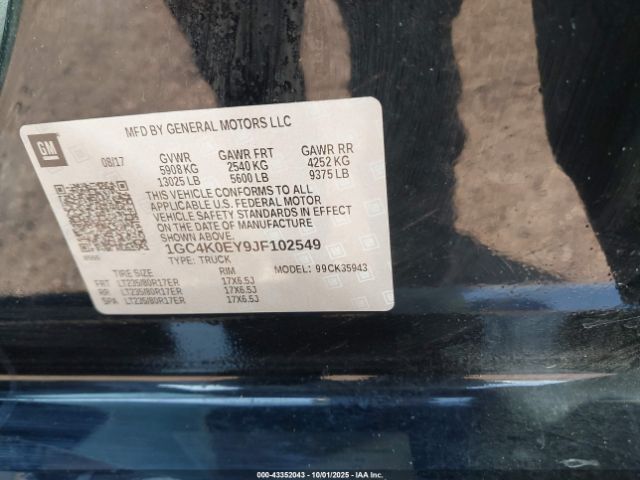 MFD BY GENERAL MOTORS LLC
GM
08/17 GVWR GAWR FRT GAWR RR
5908 KG 2540 KG 4252 KG
13025 LB 5600 LB 9375 LB
THIS VEHICLE CONFORMS TO ALL
APPLICABLE U.S. FEDERAL MOTOR
VEHICLE SAFETY STANDARDS IN EFFECT
ON THE DATE OF MANUFACTURE
1GC4K0EY9JF102549
TYPE: TRUCK
MODEL: 99CK35943
TIRE SIZE RIM
FRT LT235/80R17ER 17X6.5J
RR LT235/80R17ER 17X6.5J
SPA LT235/80R17ER 17X6.5J
000-43352043 - 10/01/2025 - IAA Inc.